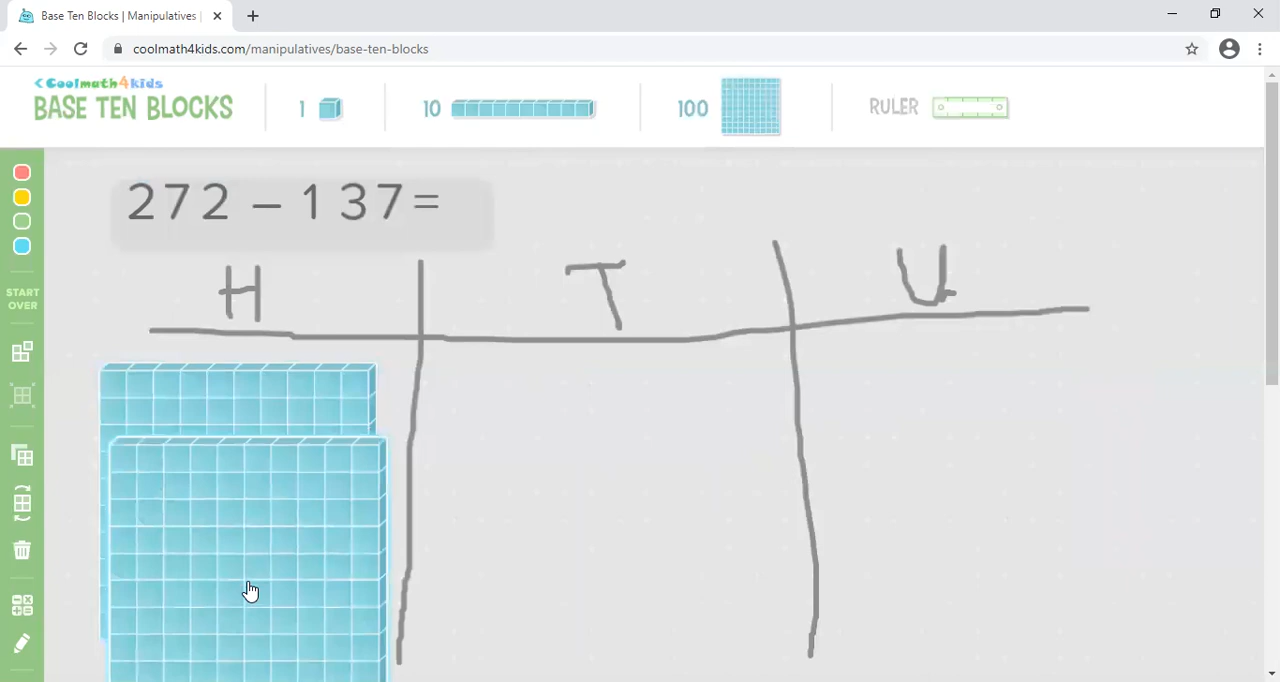 Base Ten Blocks | Manipulatives |
coolmath4kids.com/manipulatives/base-ten-blocks
<Coolmath4kids
BASE TEN BLOCKS
1
10
100
RULER
START
OVER
272 – 137 =
H T U